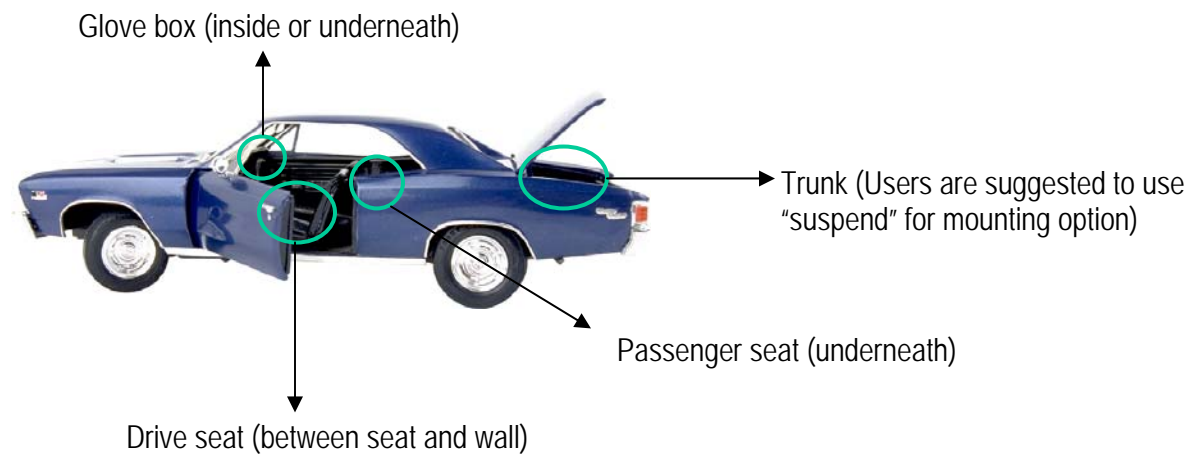 Glove box (inside or underneath)
Trunk (Users are suggested to use
“suspend” for mounting option)
Passenger seat (underneath)
Drive seat (between seat and wall)